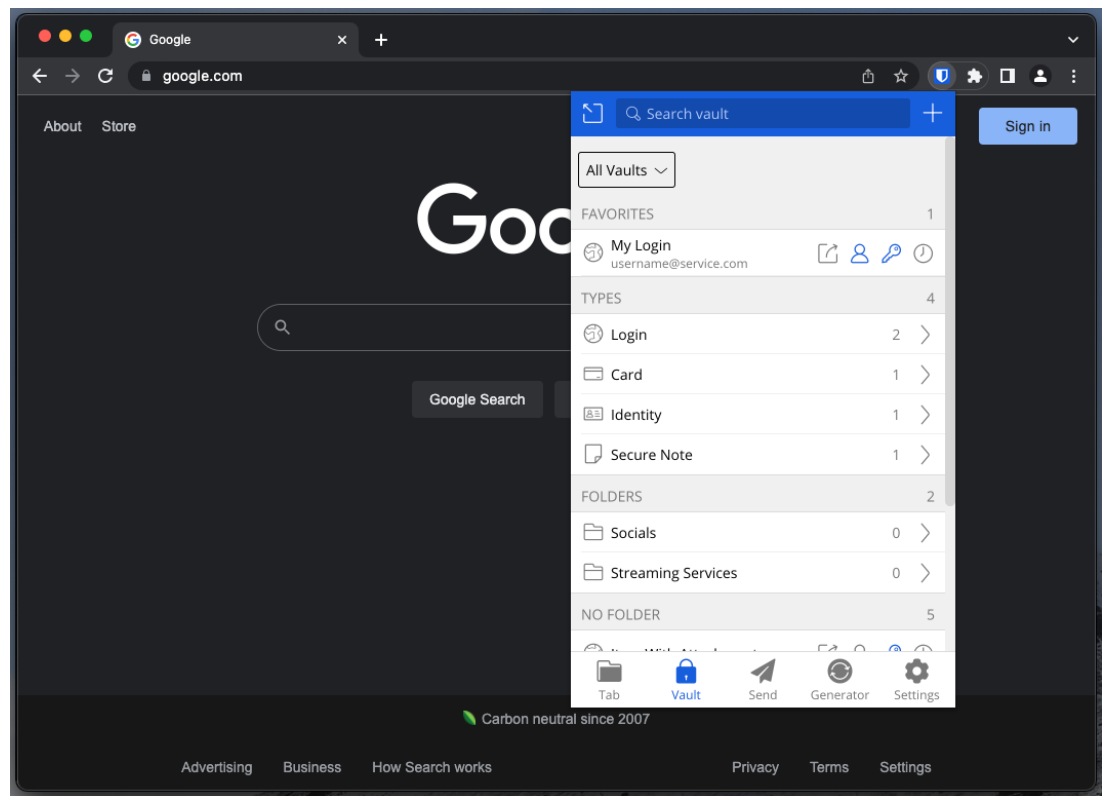 Google
google.com
About Store
Sign in
Goo
Google Search
Search vault
All Vaults
FAVORITES 1
My Login
username@service.com
TYPES 4
Login 2
Card 1
Identity 1
Secure Note 1
FOLDERS 2
Socials 0
Streaming Services 0
NO FOLDER 5
Tab Vault Send Generator Settings
Carbon neutral since 2007
Advertising Business How Search works Privacy Terms Settings